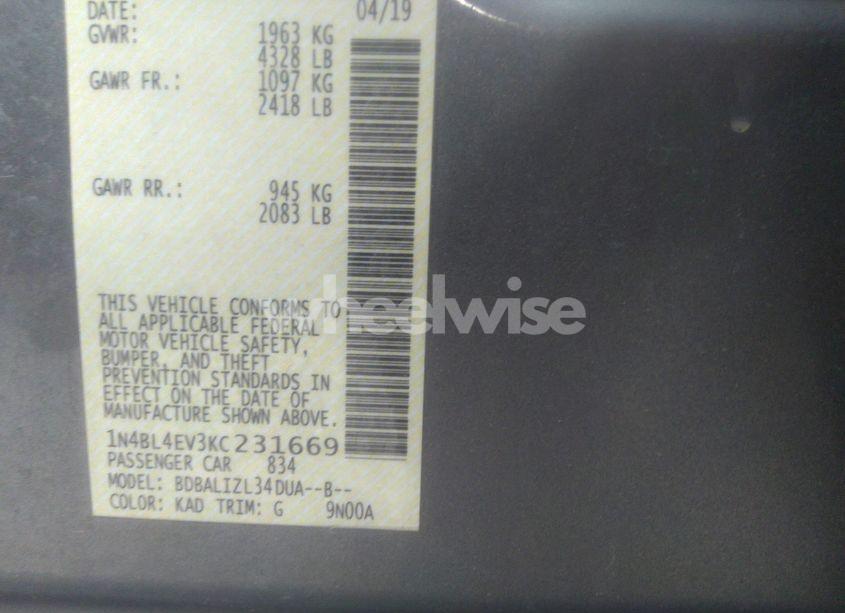 DATE: 04/19
GVWR: 1963 KG
4328 LB
GAWR FR.: 1097 KG
2418 LB
GAWR RR.: 945 KG
2083 LB
THIS VEHICLE CONFORMS TO
ALL APPLICABLE FEDERAL
MOTOR VEHICLE SAFETY,
BUMPER, AND THEFT
PREVENTION STANDARDS IN
EFFECT ON THE DATE OF
MANUFACTURE SHOWN ABOVE.
1N4BL4EV3KC231669
PASSENGER CAR 834
MODEL: BDBALIZL34DUA--B--
COLOR: KAD TRIM: G 9N00A
wheelwise